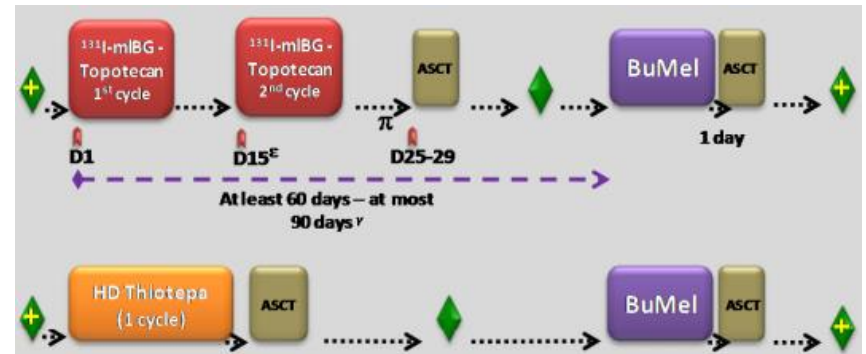 ¹³¹I-mIBG -
Topotecan
1ˢᵗ cycle
¹³¹I-mIBG -
Topotecan
2ⁿᵈ cycle
ASCT
BuMel
ASCT
π
D1
D15ᵋ
D25-29
1 day
At least 60 days – at most
90 days ᵞ
HD Thiotepa
(1 cycle)
ASCT
BuMel
ASCT